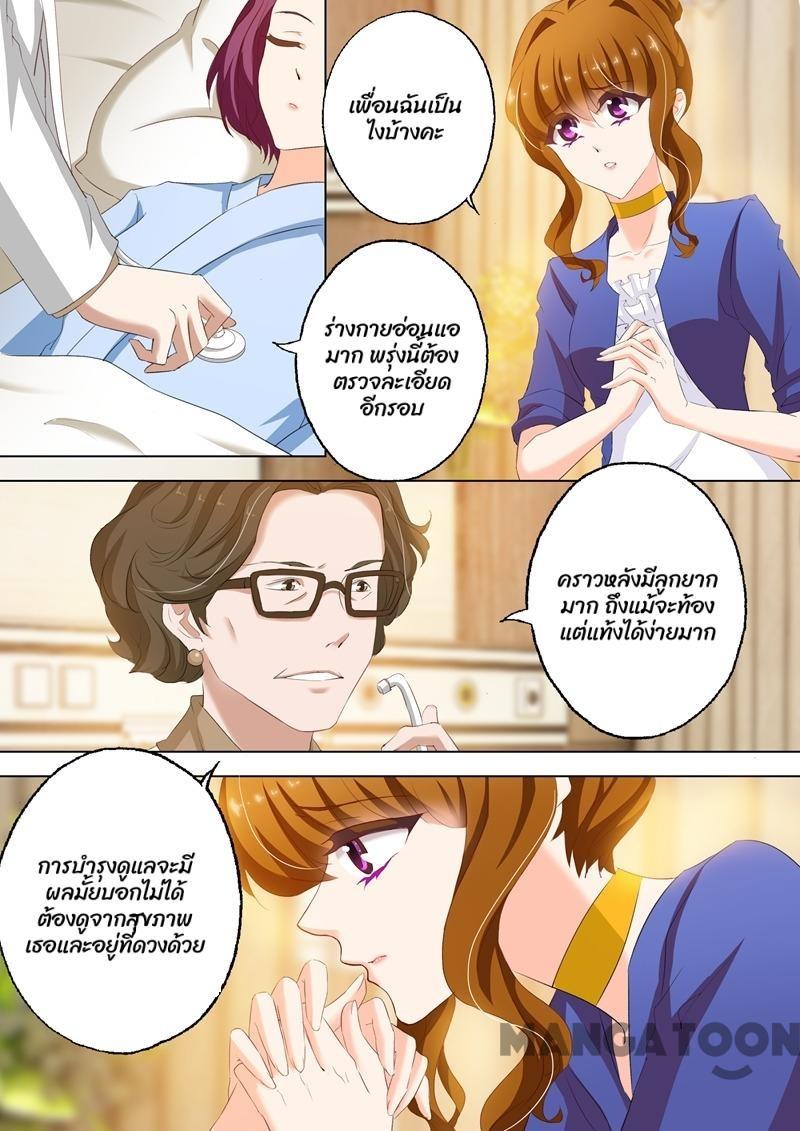 เพื่อนฉันเป็น
ไงบ้างคะ
ร่างกายอ่อนแอ
มาก พรุ่งนี้ต้อง
ตรวจละเอียด
อีกรอบ
คราวหลังมีลูกยาก
มาก ถึงแม้จะท้อง
แต่แท้งได้ง่ายมาก
การบำรุงดูแลจะมี
ผลมั้ยบอกไม่ได้
ต้องดูจากสุขภาพ
เธอและอยู่ที่ดวงด้วย
MANGATOON